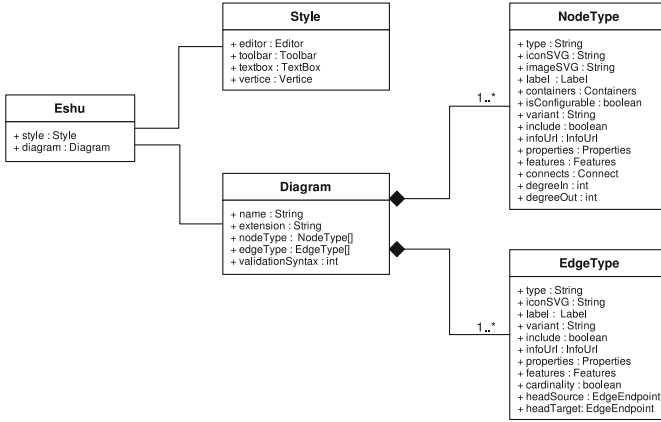 Eshu
+ style : Style
+ diagram : Diagram
Style
+ editor : Editor
+ toolbar : Toolbar
+ textbox : TextBox
+ vertice : Vertice
Diagram
+ name : String
+ extension : String
+ nodeType : NodeType[]
+ edgeType : EdgeType[]
+ validationSyntax : int
1..*
NodeType
+ type : String
+ iconSVG : String
+ imageSVG : String
+ label : Label
+ containers : Containers
+ isConfigurable : boolean
+ variant : String
+ include : boolean
+ infoUrl : InfoUrl
+ properties : Properties
+ features : Features
+ connects : Connect
+ degreeIn : int
+ degreeOut : int
1..*
EdgeType
+ type : String
+ iconSVG : String
+ label : Label
+ variant : String
+ include : boolean
+ infoUrl : InfoUrl
+ properties : Properties
+ features : Features
+ cardinality : boolean
+ headSource : EdgeEndpoint
+ headTarget: EdgeEndpoint